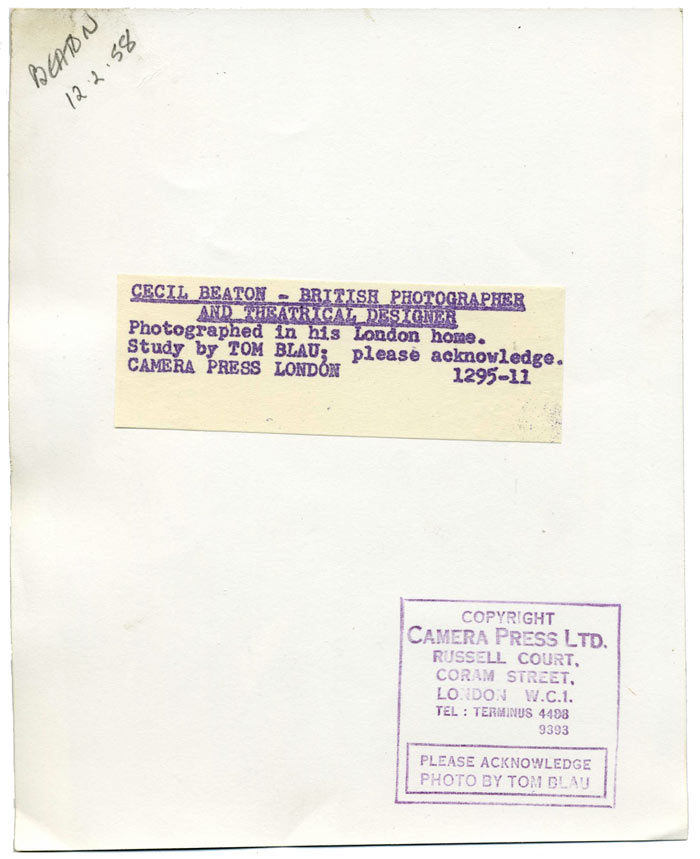 BEATON
12.2.58
CECIL BEATON - BRITISH PHOTOGRAPHER
AND THEATRICAL DESIGNER
Photographed in his London home.
Study by TOM BLAU; please acknowledge.
CAMERA PRESS LONDON 1295-11
COPYRIGHT
CAMERA PRESS LTD.
RUSSELL COURT,
CORAM STREET,
LONDON W.C.1.
TEL : TERMINUS 4488
9393
PLEASE ACKNOWLEDGE
PHOTO BY TOM BLAU